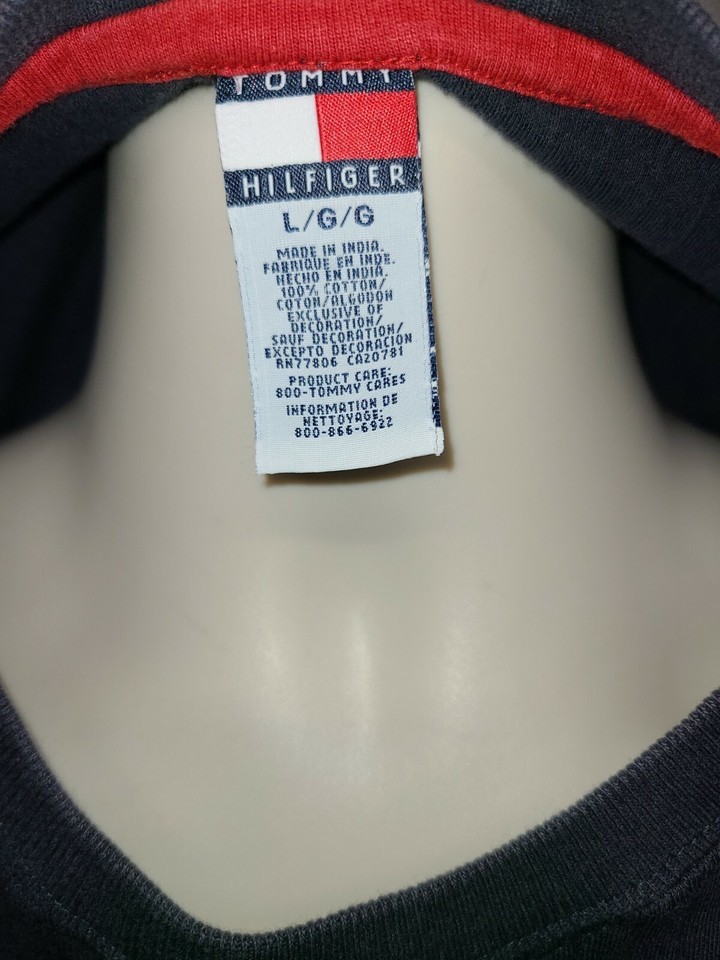 TOMMY
HILFIGER
L/G/G
MADE IN INDIA.
FABRIQUE EN INDE.
HECHO EN INDIA.
100% COTTON/
COTON/ALGODON
EXCLUSIVE OF
DECORATION/
SAUF DECORATION/
EXCEPTO DECORACION
RN77806 CA20781
PRODUCT CARE:
800-TOMMY CARES
INFORMATION DE
NETTOYAGE:
800-866-6922